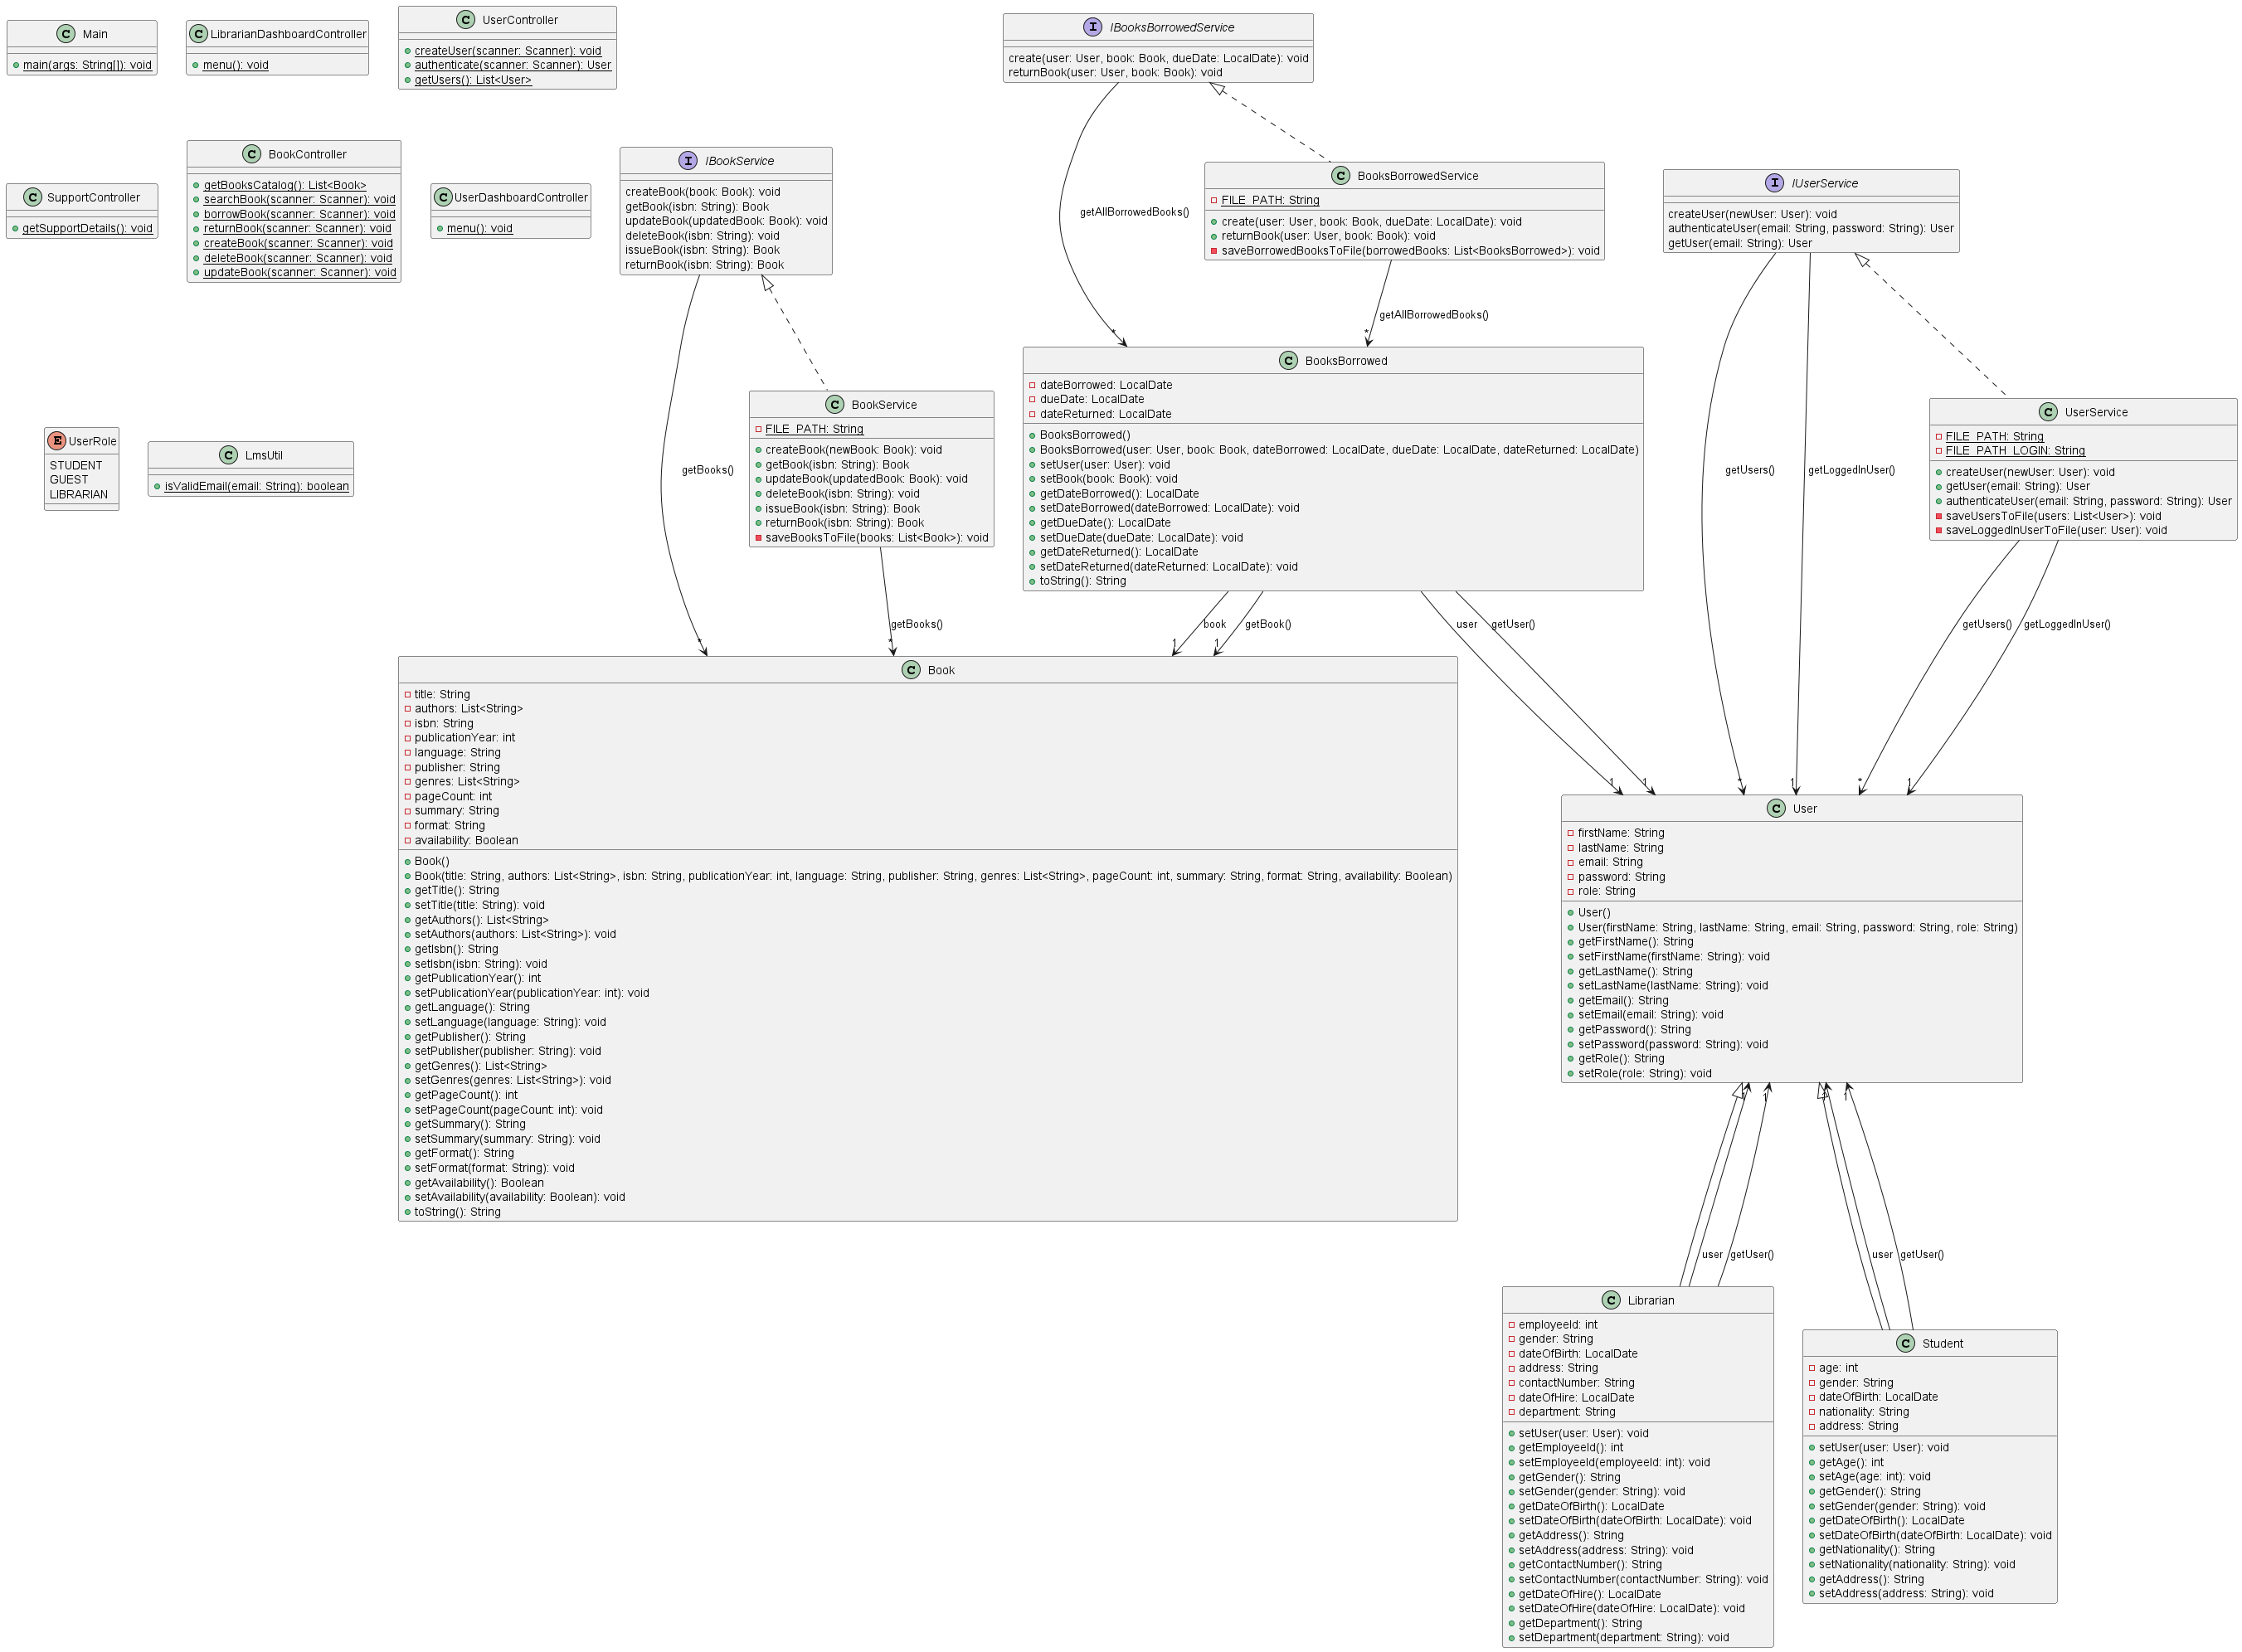 C Main
+ main(args: String[]): void
C LibrarianDashboardController
+ menu(): void
C UserController
+ createUser(scanner: Scanner): void
+ authenticate(scanner: Scanner): User
+ getUsers(): List<User>
I IBooksBorrowedService
create(user: User, book: Book, dueDate: LocalDate): void
returnBook(user: User, book: Book): void
C SupportController
getSupportDetails(): void
C BookController
getBooksCatalog(): List<Book>
searchBook(scanner: Scanner): void
borrowBook(scanner: Scanner): void
returnBook(scanner: Scanner): void
createBook(scanner: Scanner): void
deleteBook(scanner: Scanner): void
updateBook(scanner: Scanner): void
C UserDashboardController
menu(): void
I IBookService
createBook(book: Book): void
getBook(isbn: String): Book
updateBook(updatedBook: Book): void
deleteBook(isbn: String): void
issueBook(isbn: String): Book
returnBook(isbn: String): Book
getAllBorrowedBooks()
*
C BooksBorrowedService
FILE_PATH: String
create(user: User, book: Book, dueDate: LocalDate): void
returnBook(user: User, book: Book): void
saveBorrowedBooksToFile(borrowedBooks: List<BooksBorrowed>): void
getAllBorrowedBooks()
*
I IUserService
createUser(newUser: User): void
authenticateUser(email: String, password: String): User
getUser(email: String): User
E UserRole
STUDENT
GUEST
LIBRARIAN
C LmsUtil
isValidEmail(email: String): boolean
getBooks()
*
C BookService
FILE_PATH: String
createBook(newBook: Book): void
getBook(isbn: String): Book
updateBook(updatedBook: Book): void
deleteBook(isbn: String): void
issueBook(isbn: String): Book
returnBook(isbn: String): Book
saveBooksToFile(books: List<Book>): void
getBooks()
*
C BooksBorrowed
dateBorrowed: LocalDate
dueDate: LocalDate
dateReturned: LocalDate
BooksBorrowed()
BooksBorrowed(user: User, book: Book, dateBorrowed: LocalDate, dueDate: LocalDate, dateReturned: LocalDate)
setUser(user: User): void
setBook(book: Book): void
getDateBorrowed(): LocalDate
setDateBorrowed(dateBorrowed: LocalDate): void
getDueDate(): LocalDate
setDueDate(dueDate: LocalDate): void
getDateReturned(): LocalDate
setDateReturned(dateReturned: LocalDate): void
toString(): String
book
1
getBook()
1
user
1
getUser()
1
getUsers()
*
getLoggedInUser()
1
C UserService
FILE_PATH: String
FILE_PATH_LOGIN: String
createUser(newUser: User): void
getUser(email: String): User
authenticateUser(email: String, password: String): User
saveUsersToFile(users: List<User>): void
saveLoggedInUserToFile(user: User): void
getUsers()
*
getLoggedInUser()
1
C Book
title: String
authors: List<String>
isbn: String
publicationYear: int
language: String
publisher: String
genres: List<String>
pageCount: int
summary: String
format: String
availability: Boolean
Book()
Book(title: String, authors: List<String>, isbn: String, publicationYear: int, language: String, publisher: String, genres: List<String>, pageCount: int, summary: String, format: String, availability: Boolean)
getTitle(): String
setTitle(title: String): void
getAuthors(): List<String>
setAuthors(authors: List<String>): void
getIsbn(): String
setIsbn(isbn: String): void
getPublicationYear(): int
setPublicationYear(publicationYear: int): void
getLanguage(): String
setLanguage(language: String): void
getPublisher(): String
setPublisher(publisher: String): void
getGenres(): List<String>
setGenres(genres: List<String>): void
getPageCount(): int
setPageCount(pageCount: int): void
getSummary(): String
setSummary(summary: String): void
getFormat(): String
setFormat(format: String): void
getAvailability(): Boolean
setAvailability(availability: Boolean): void
toString(): String
C User
firstName: String
lastName: String
email: String
password: String
role: String
User()
User(firstName: String, lastName: String, email: String, password: String, role: String)
getFirstName(): String
setFirstName(firstName: String): void
getLastName(): String
setLastName(lastName: String): void
getEmail(): String
setEmail(email: String): void
getPassword(): String
setPassword(password: String): void
getRole(): String
setRole(role: String): void
1
user
1
getUser()
1
user
1
getUser()
C Librarian
employeeId: int
gender: String
dateOfBirth: LocalDate
address: String
contactNumber: String
dateOfHire: LocalDate
department: String
setUser(user: User): void
getEmployeeId(): int
setEmployeeId(employeeId: int): void
getGender(): String
setGender(gender: String): void
getDateOfBirth(): LocalDate
setDateOfBirth(dateOfBirth: LocalDate): void
getAddress(): String
setAddress(address: String): void
getContactNumber(): String
setContactNumber(contactNumber: String): void
getDateOfHire(): LocalDate
setDateOfHire(dateOfHire: LocalDate): void
getDepartment(): String
setDepartment(department: String): void
C Student
age: int
gender: String
dateOfBirth: LocalDate
nationality: String
address: String
setUser(user: User): void
getAge(): int
setAge(age: int): void
getGender(): String
setGender(gender: String): void
getDateOfBirth(): LocalDate
setDateOfBirth(dateOfBirth: LocalDate): void
getNationality(): String
setNationality(nationality: String): void
getAddress(): String
setAddress(address: String): void